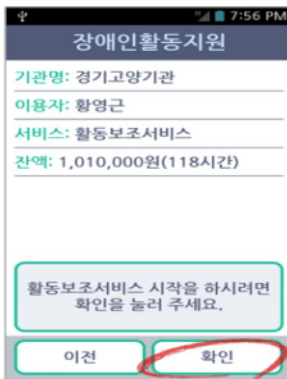 7:56 PM
장애인활동지원
기관명: 경기고양기관
이용자: 황영근
서비스: 활동보조서비스
잔액: 1,010,000원(118시간)
활동보조서비스 시작을 하시려면
확인을 눌러 주세요.
이전
확인